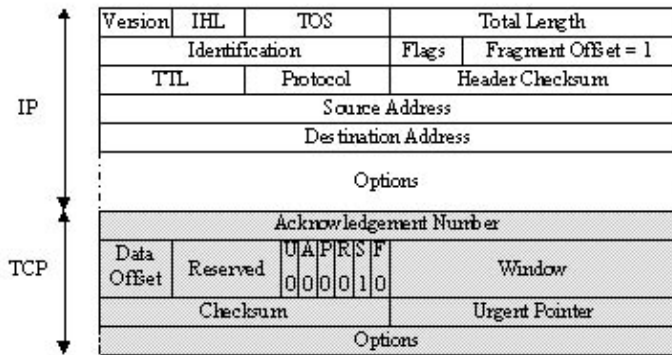 Version IHL TOS Total Length
Identification Flags Fragment Offset = 1
TTL Protocol Header Checksum
IP
Source Address
Destination Address
Options
Acknowledgement Number
TCP
Data Offset Reserved U A P R S F Window
0 0 0 0 1 0
Checksum Urgent Pointer
Options